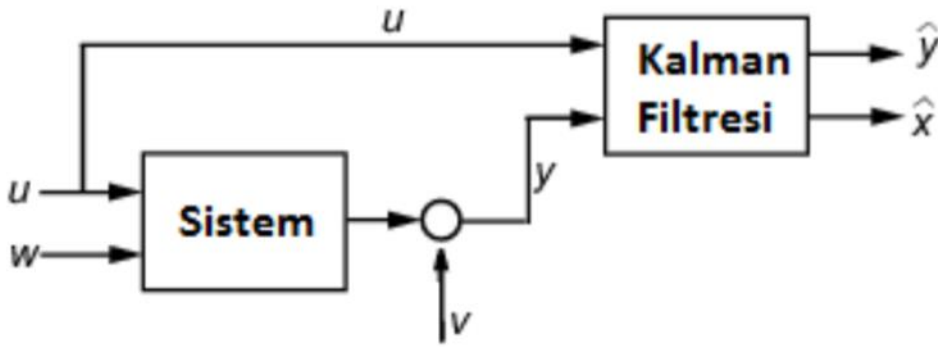 u
Kalman
Filtresi
ŷ
x̂
y
u
w
Sistem
v